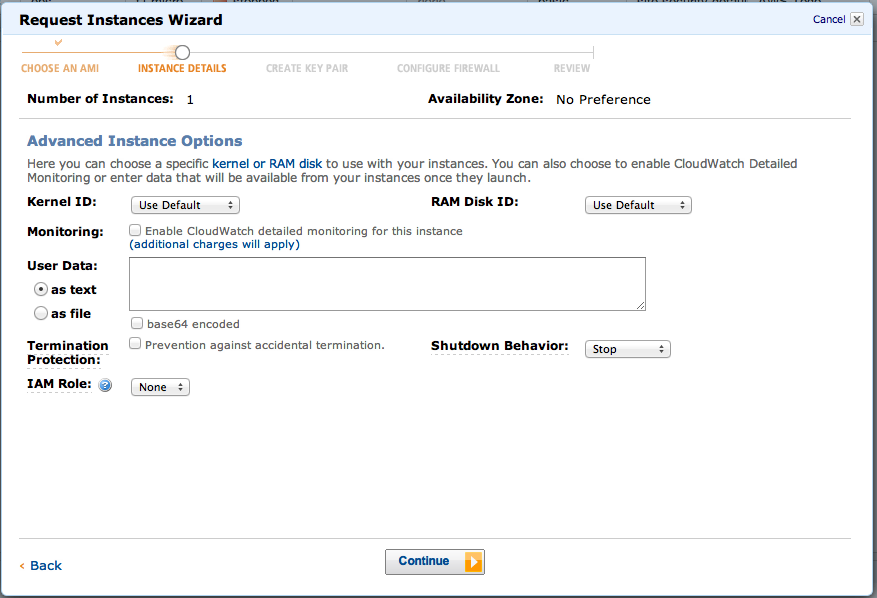 Request Instances Wizard
Cancel
CHOOSE AN AMI
INSTANCE DETAILS
CREATE KEY PAIR
CONFIGURE FIREWALL
REVIEW
Number of Instances: 1
Availability Zone: No Preference
Advanced Instance Options
Here you can choose a specific kernel or RAM disk to use with your instances. You can also choose to enable CloudWatch Detailed
Monitoring or enter data that will be available from your instances once they launch.
Kernel ID: Use Default
RAM Disk ID: Use Default
Monitoring: Enable CloudWatch detailed monitoring for this instance
(additional charges will apply)
User Data:
as text
as file
base64 encoded
Termination
Protection:
Prevention against accidental termination.
Shutdown Behavior: Stop
IAM Role: ? None
< Back
Continue